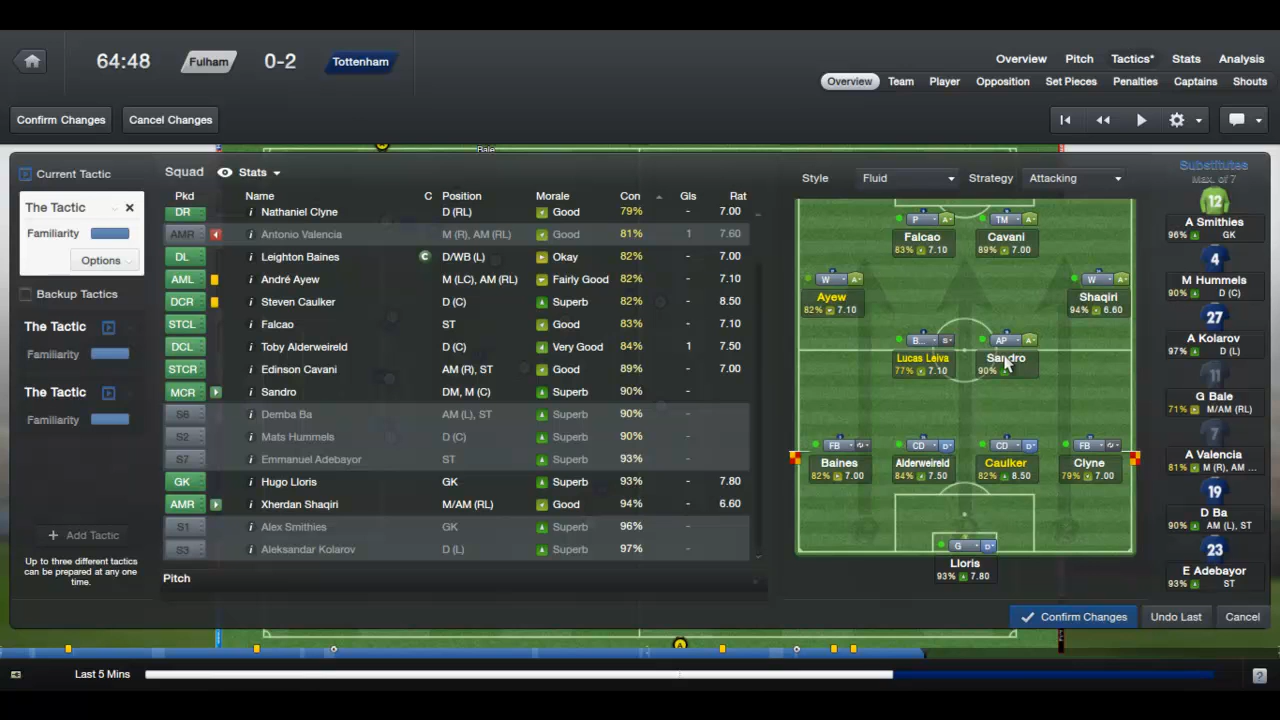 64:48 Fulham 0-2 Tottenham
Overview Pitch Tactics* Stats Analysis
Overview Team Player Opposition Set Pieces Penalties Captains Shouts
Confirm Changes Cancel Changes
Bale
Current Tactic
The Tactic
Familiarity
Options
Backup Tactics
The Tactic
Familiarity
The Tactic
Familiarity
Add Tactic
Up to three different tactics
can be prepared at any one
time.
Squad Stats
Pkd Name C Position Morale Con Gls Rat
DR i Nathaniel Clyne D (RL) Good 79% - 7.00
AMR i Antonio Valencia M (R), AM (RL) Good 81% 1 7.60
DL i Leighton Baines C D/WB (L) Okay 82% - 7.00
AML i André Ayew M (LC), AM (RL) Fairly Good 82% - 7.10
DCR i Steven Caulker D (C) Superb 82% - 8.50
STCL i Falcao ST Good 83% - 7.10
DCL i Toby Alderweireld D (C) Very Good 84% 1 7.50
STCR i Edinson Cavani AM (R), ST Good 89% - 7.00
MCR i Sandro DM, M (C) Superb 90% -
S6 i Demba Ba AM (L), ST Superb 90% -
S2 i Mats Hummels D (C) Superb 90% -
S7 i Emmanuel Adebayor ST Superb 93% -
GK i Hugo Lloris GK Superb 93% - 7.80
AMR i Xherdan Shaqiri M/AM (RL) Good 94% - 6.60
S1 i Alex Smithies GK Superb 96% -
S3 i Aleksandar Kolarov D (L) Superb 97% -
Pitch
Style Fluid Strategy Attacking
P A TM A
Falcao Cavani
83% 7.10 89% 7.00
W A W A
Ayew Shaqiri
82% 7.10 94% 6.60
B... S AP A
Lucas Leiva Sandro
77% 7.10 90%
FB CD D CD D FB
Baines Alderweireld Caulker Clyne
82% 7.00 84% 7.50 82% 8.50 79% 7.00
G D
Lloris
93% 7.80
Substitutes
Max. of 7
12
A Smithies
96% GK
4
M Hummels
90% D (C)
27
A Kolarov
97% D (L)
11
G Bale
71% M/AM (RL)
7
A Valencia
81% M (R), AM ...
19
D Ba
90% AM (L), ST
23
E Adebayor
93% ST
Confirm Changes Undo Last Cancel
Last 5 Mins
?